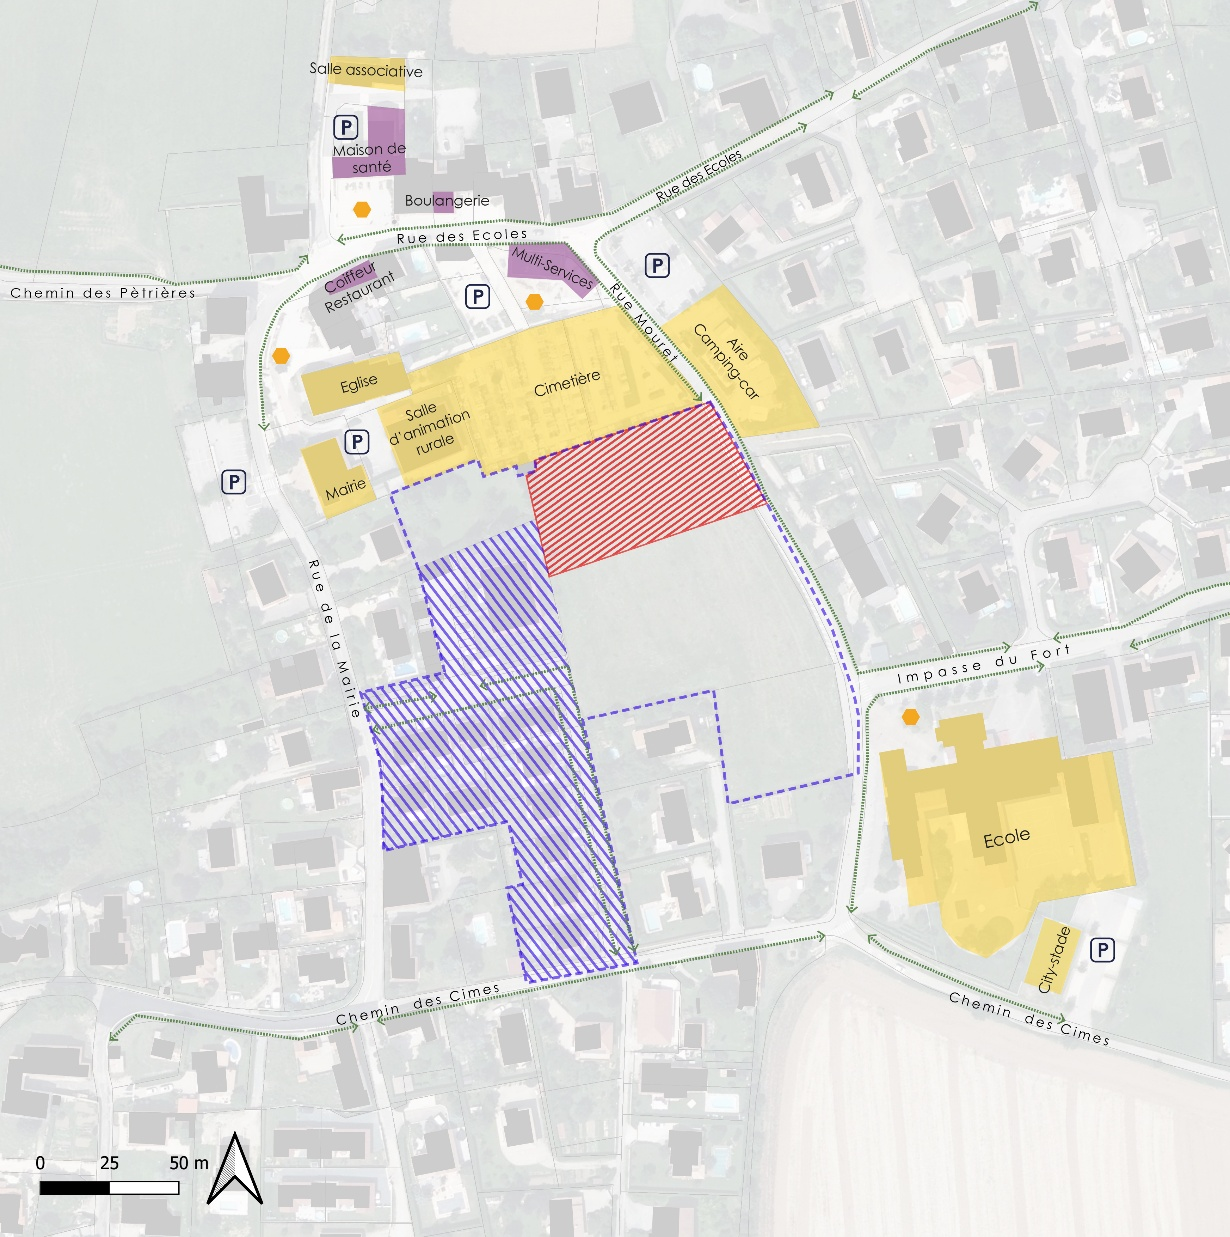 Salle associative
P
Maison de
santé
Boulangerie
Rue des Ecoles
Rue des Ecoles
Chemin des Pètrières
Coiffeur
Restaurant
Multi-Services
P
P
Rue Mouret
Aire
Camping-car
Eglise
Cimetière
Salle
d'animation
rurale
P
Mairie
P
Rue de la Mairie
Impasse du Fort
Ecole
City-stade
P
Chemin des Cimes
Chemin des Cimes
0 25 50 m